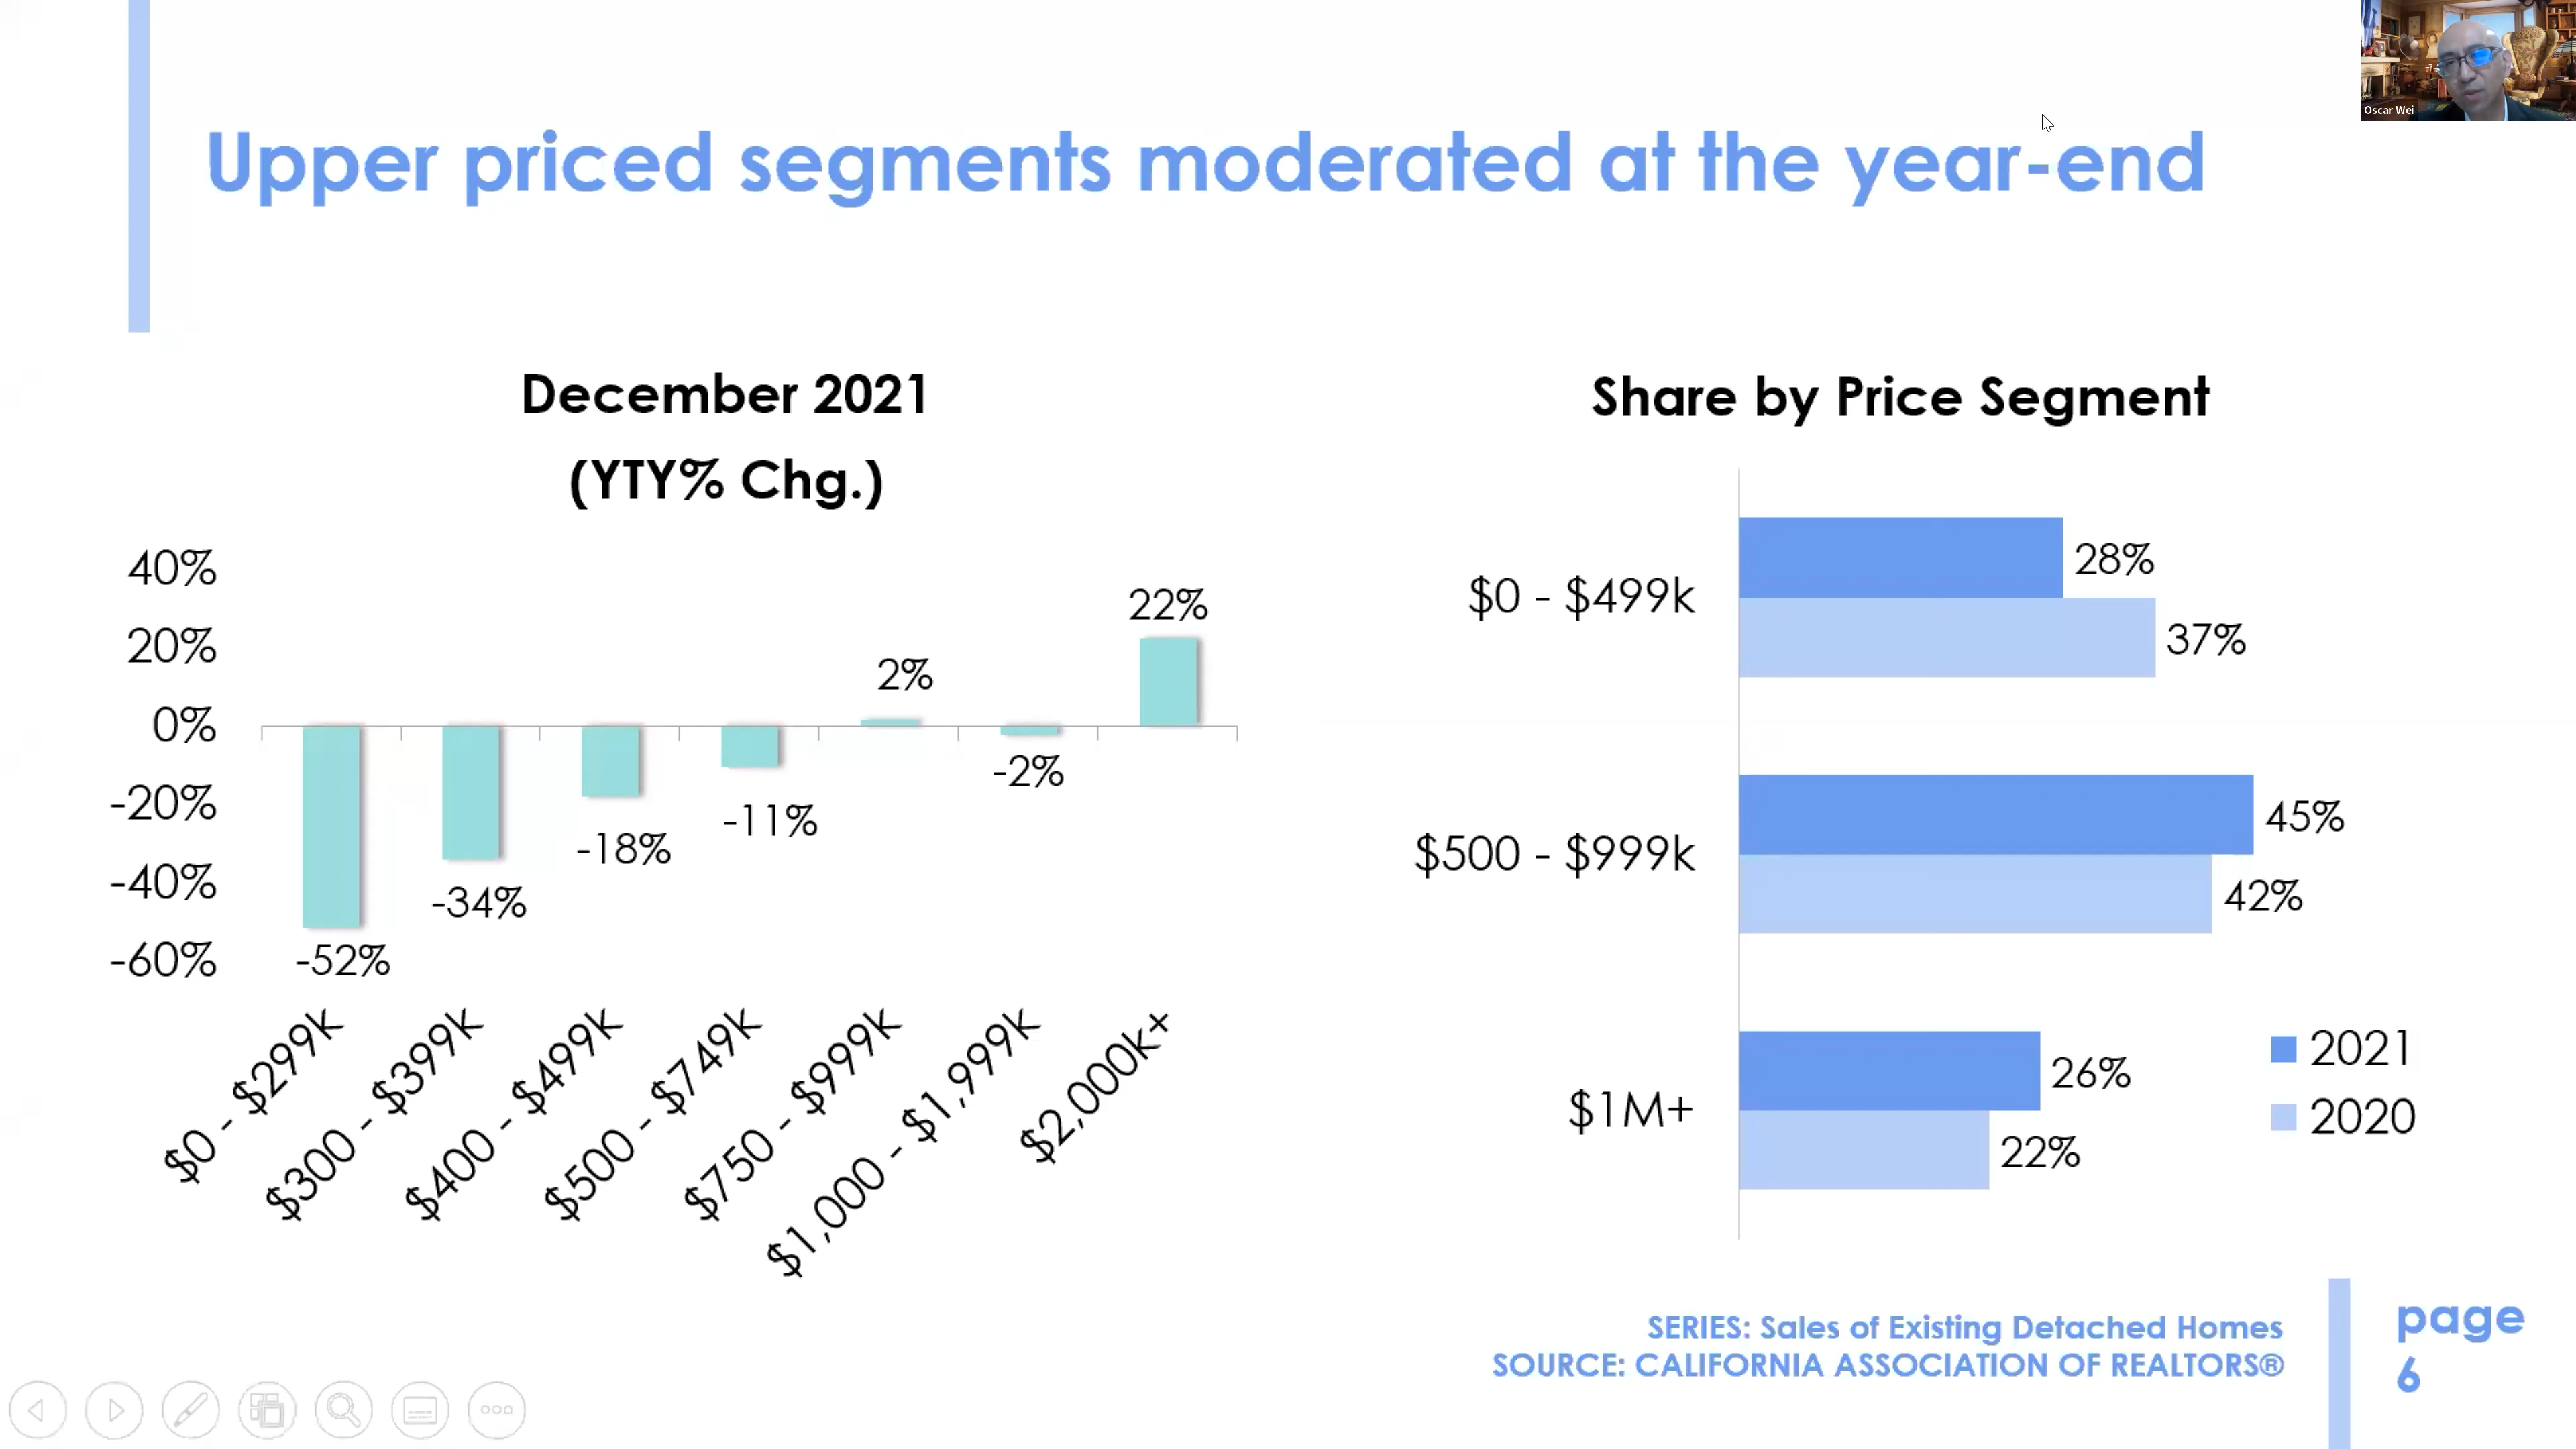 Oscar Wei
Upper priced segments moderated at the year-end
December 2021
(YTY% Chg.)
40%
20%
0%
-20%
-40%
-60%
-52%
-34%
-18%
-11%
2%
-2%
22%
$0 - $299k
$300 - $399k
$400 - $499k
$500 - $749k
$750 - $999k
$1,000 - $1,999k
$2,000k+
Share by Price Segment
$0 - $499k
28%
37%
$500 - $999k
45%
42%
$1M+
26%
22%
2021
2020
SERIES: Sales of Existing Detached Homes
SOURCE: CALIFORNIA ASSOCIATION OF REALTORS®
page
6